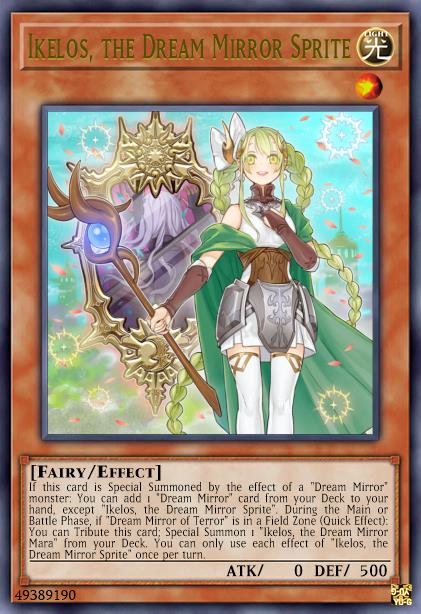 Ikelos, the Dream Mirror Sprite
LIGHT
光
[Fairy/Effect]
If this card is Special Summoned by the effect of a "Dream Mirror"
monster: You can add 1 "Dream Mirror" card from your Deck to your
hand, except "Ikelos, the Dream Mirror Sprite". During the Main or
Battle Phase, if "Dream Mirror of Terror" is in a Field Zone (Quick Effect):
You can Tribute this card; Special Summon 1 "Ikelos, the Dream Mirror
Mara" from your Deck. You can only use each effect of "Ikelos, the
Dream Mirror Sprite" once per turn.
ATK/ 0 DEF/ 500
49389190